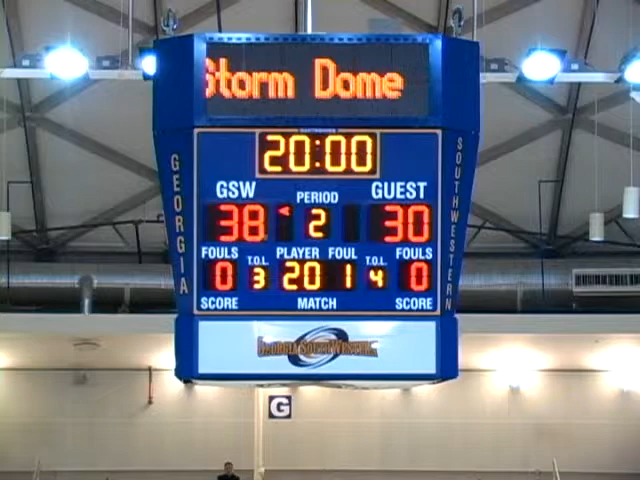 Storm Dome
20:00
GSW PERIOD GUEST
38 2 30
FOULS T.O.L. PLAYER FOUL T.O.L. FOULS
0 3 20 1 4 0
SCORE MATCH SCORE
GEORGIA
SOUTHWESTERN
GEORGIA SOUTHWESTERN
G